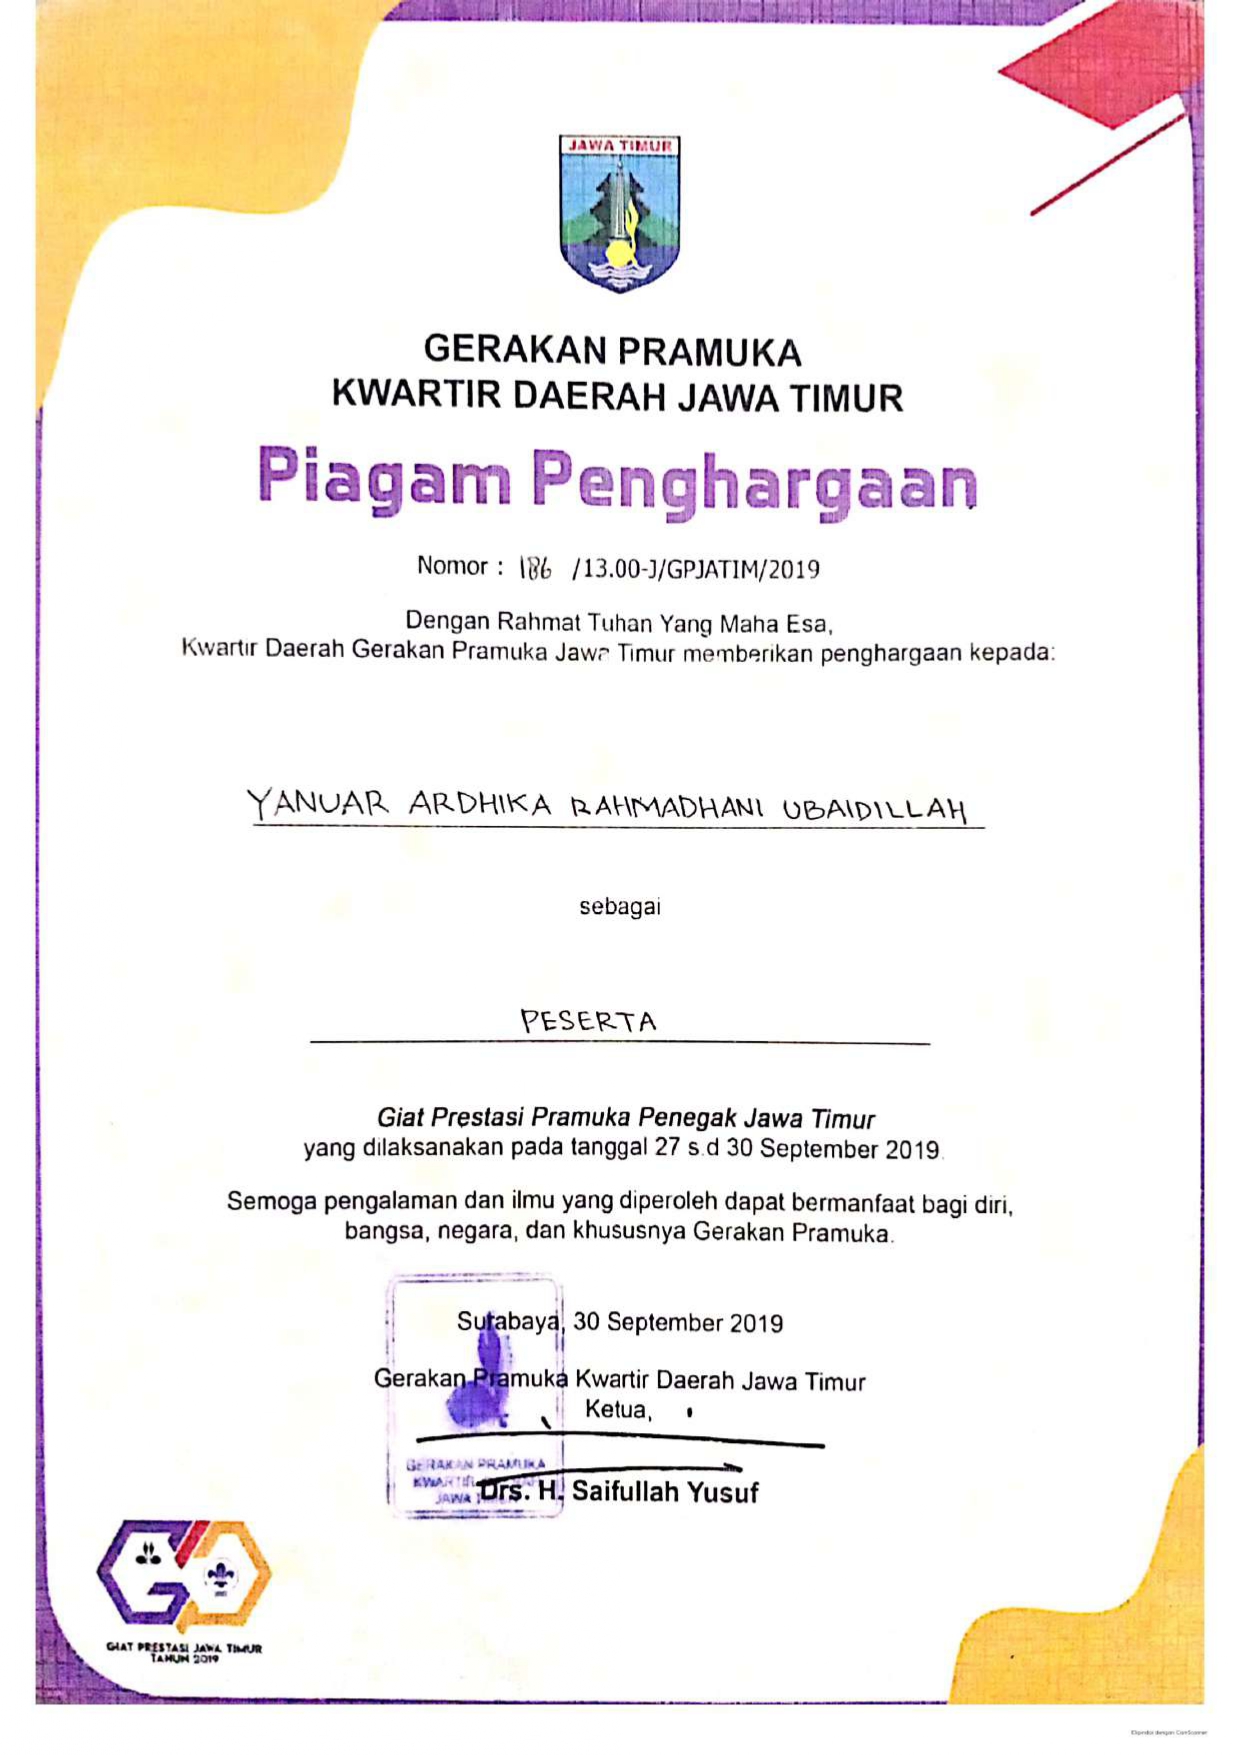 JAWA TIMUR
GERAKAN PRAMUKA
KWARTIR DAERAH JAWA TIMUR
Piagam Penghargaan
Nomor : 186 /13.00-J/GPJATIM/2019
Dengan Rahmat Tuhan Yang Maha Esa,
Kwartir Daerah Gerakan Pramuka Jawa Timur memberikan penghargaan kepada:
YANUAR ARDHIKA RAHMADHANI UBAIDILLAH
sebagai
PESERTA
Giat Prestasi Pramuka Penegak Jawa Timur
yang dilaksanakan pada tanggal 27 s.d 30 September 2019.
Semoga pengalaman dan ilmu yang diperoleh dapat bermanfaat bagi diri,
bangsa, negara, dan khususnya Gerakan Pramuka.
Surabaya, 30 September 2019
Gerakan Pramuka Kwartir Daerah Jawa Timur
Ketua,
GERAKAN PRAMUKA
JAWA
Drs. H. Saifullah Yusuf
GIAT PRESTASI JAWA TIMUR
TAHUN 2019
Dipindai dengan CamScanner